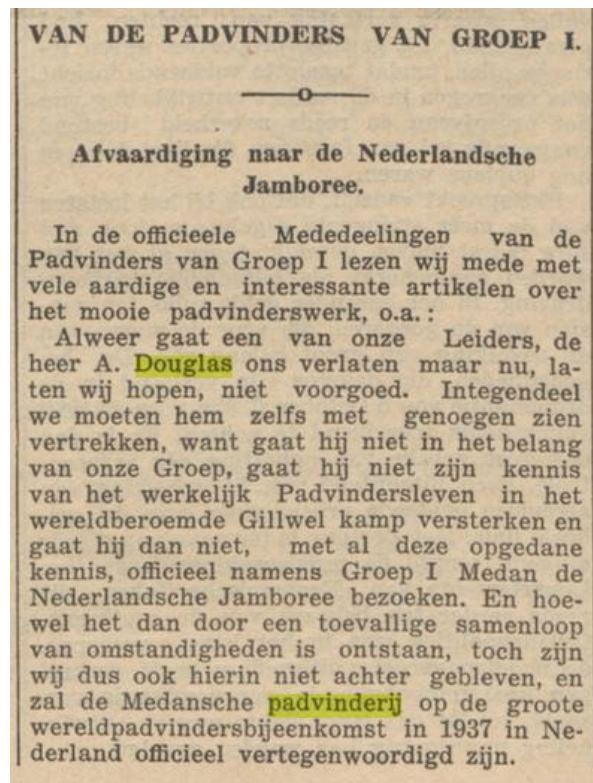 VAN DE PADVINDERS VAN GROEP I.
Afvaardiging naar de Nederlandsche
Jamboree.
In de officieele Mededeelingen van de
Padvinders van Groep I lezen wij mede met
vele aardige en interessante artikelen over
het mooie padvinderswerk, o.a.:
Alweer gaat een van onze Leiders, de
heer A. Douglas ons verlaten maar nu, la-
ten wij hopen, niet voorgoed. Integendeel
we moeten hem zelfs met genoegen zien
vertrekken, want gaat hij niet in het belang
van onze Groep, gaat hij niet zijn kennis
van het werkelijk Padvindersleven in het
wereldberoemde Gillwel kamp versterken en
gaat hij dan niet, met al deze opgedane
kennis, officieel namens Groep I Medan de
Nederlandsche Jamboree bezoeken. En hoe-
wel het dan door een toevallige samenloop
van omstandigheden is ontstaan, toch zijn
wij dus ook hierin niet achter gebleven, en
zal de Medansche padvinderij op de groote
wereldpadvindersbijeenkomst in 1937 in Ne-
derland officieel vertegenwoordigd zijn.